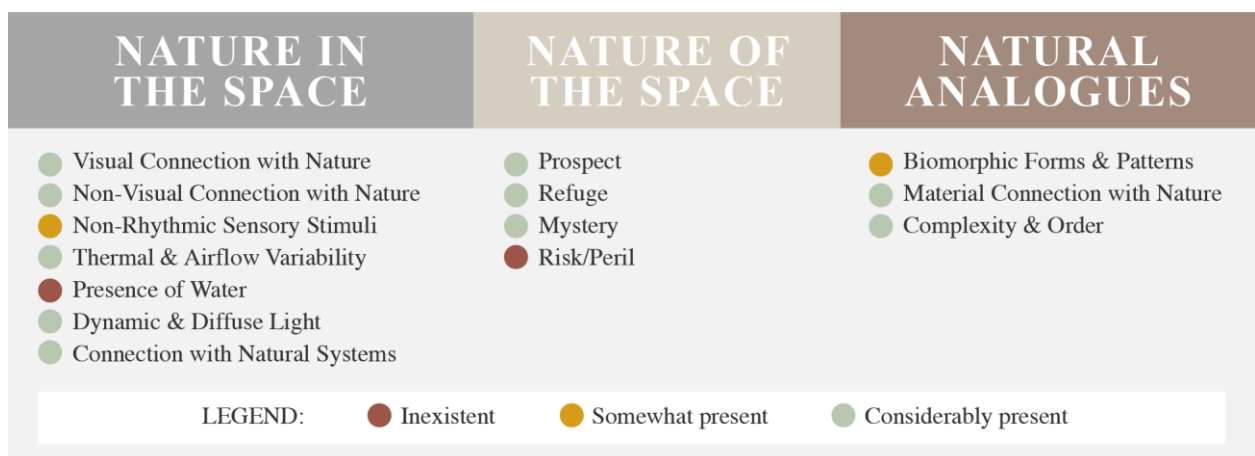 NATURE IN
THE SPACE
NATURE OF
THE SPACE
NATURAL
ANALOGUES
Visual Connection with Nature
Non-Visual Connection with Nature
Non-Rhythmic Sensory Stimuli
Thermal & Airflow Variability
Presence of Water
Dynamic & Diffuse Light
Connection with Natural Systems
Prospect
Refuge
Mystery
Risk/Peril
Biomorphic Forms & Patterns
Material Connection with Nature
Complexity & Order
LEGEND: Inexistent Somewhat present Considerably present